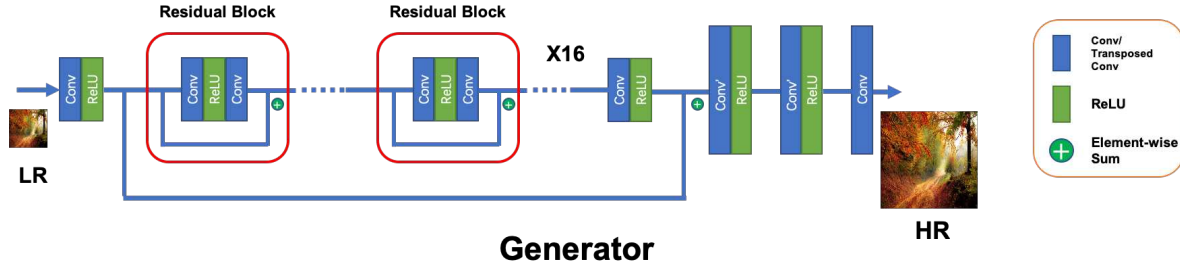 Residual Block
Residual Block
X16
Conv
ReLU
Conv
ReLU
Conv
Conv
ReLU
Conv
Conv
ReLU
Conv'
ReLU
Conv'
ReLU
Conv
LR
HR
Generator
Conv/
Transposed
Conv
ReLU
Element-wise
Sum